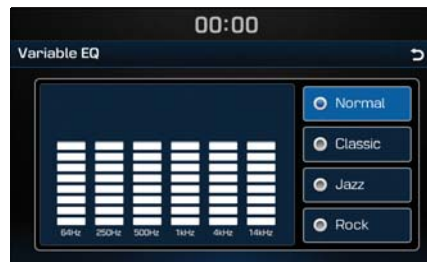 00:00
Variable EQ
Normal
Classic
Jazz
Rock
64Hz 250Hz 500Hz 1kHz 4kHz 14kHz